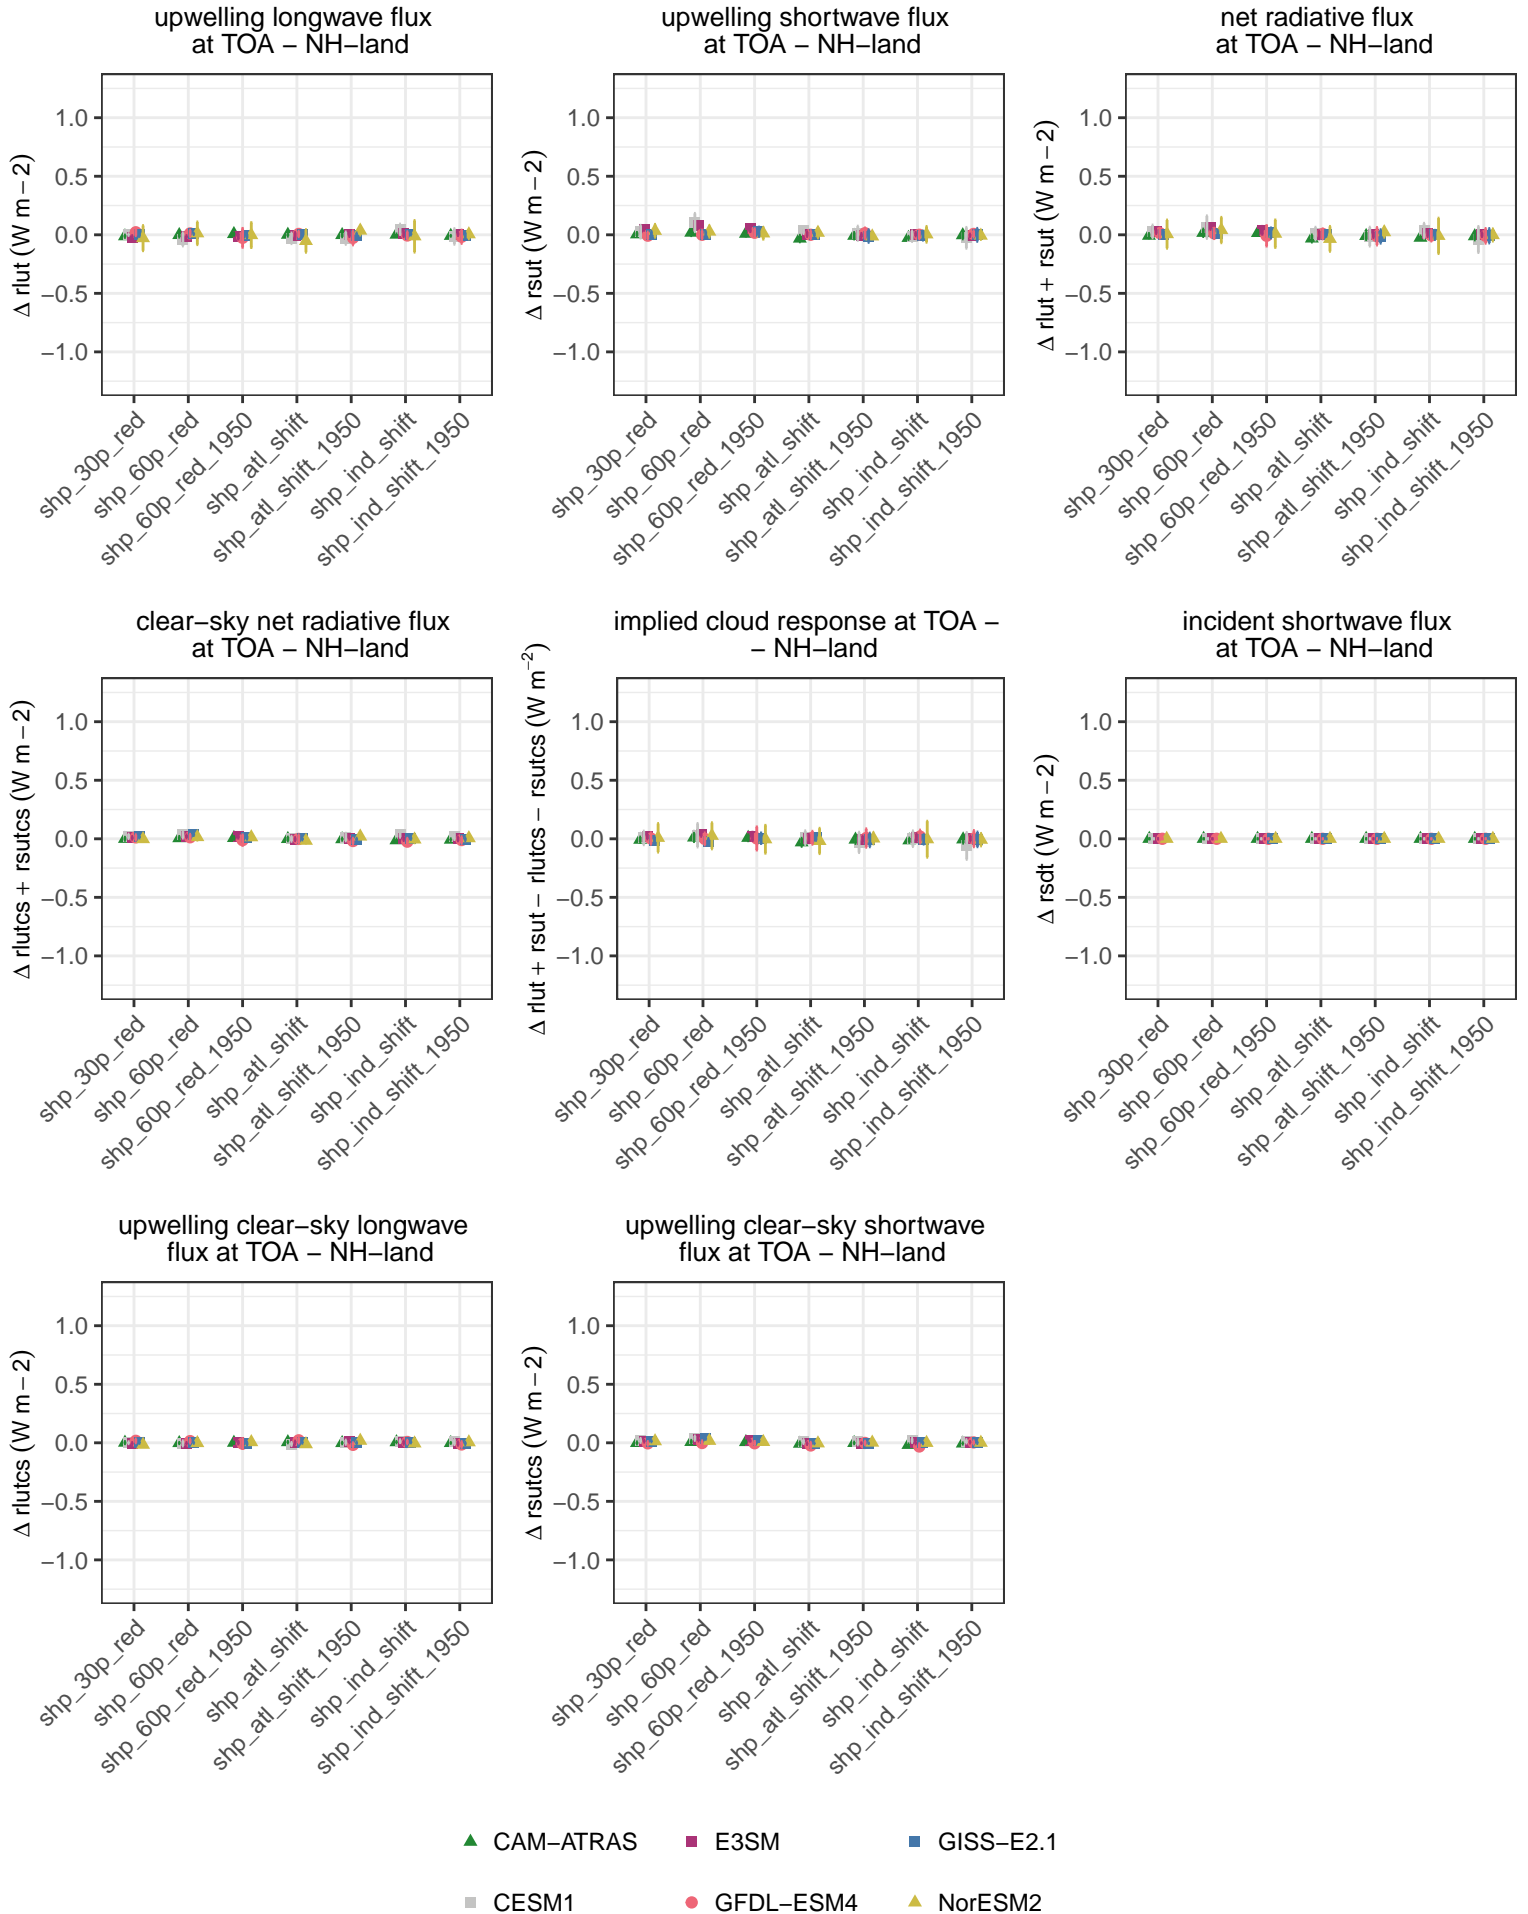 upwelling longwave flux
at TOA − NH−land
upwelling shortwave flux
at TOA − NH−land
net radiative flux
at TOA − NH−land
Δ rlut (W m − 2)
1.0
0.5
0.0
−0.5
−1.0
shp_30p_red
shp_60p_red
shp_60p_red_1950
shp_atl_shift
shp_atl_shift_1950
shp_ind_shift
shp_ind_shift_1950
Δ rsut (W m − 2)
1.0
0.5
0.0
−0.5
−1.0
shp_30p_red
shp_60p_red
shp_60p_red_1950
shp_atl_shift
shp_atl_shift_1950
shp_ind_shift
shp_ind_shift_1950
Δ rlut + rsut (W m − 2)
1.0
0.5
0.0
−0.5
−1.0
shp_30p_red
shp_60p_red
shp_60p_red_1950
shp_atl_shift
shp_atl_shift_1950
shp_ind_shift
shp_ind_shift_1950
clear−sky net radiative flux
at TOA − NH−land
implied cloud response at TOA −
− NH−land
incident shortwave flux
at TOA − NH−land
Δ rlutcs + rsutcs (W m − 2)
1.0
0.5
0.0
−0.5
−1.0
shp_30p_red
shp_60p_red
shp_60p_red_1950
shp_atl_shift
shp_atl_shift_1950
shp_ind_shift
shp_ind_shift_1950
Δ rlut + rsut − rlutcs − rsutcs (W m⁻²)
1.0
0.5
0.0
−0.5
−1.0
shp_30p_red
shp_60p_red
shp_60p_red_1950
shp_atl_shift
shp_atl_shift_1950
shp_ind_shift
shp_ind_shift_1950
Δ rsdt (W m − 2)
1.0
0.5
0.0
−0.5
−1.0
shp_30p_red
shp_60p_red
shp_60p_red_1950
shp_atl_shift
shp_atl_shift_1950
shp_ind_shift
shp_ind_shift_1950
upwelling clear−sky longwave
flux at TOA − NH−land
upwelling clear−sky shortwave
flux at TOA − NH−land
Δ rlutcs (W m − 2)
1.0
0.5
0.0
−0.5
−1.0
shp_30p_red
shp_60p_red
shp_60p_red_1950
shp_atl_shift
shp_atl_shift_1950
shp_ind_shift
shp_ind_shift_1950
Δ rsutcs (W m − 2)
1.0
0.5
0.0
−0.5
−1.0
shp_30p_red
shp_60p_red
shp_60p_red_1950
shp_atl_shift
shp_atl_shift_1950
shp_ind_shift
shp_ind_shift_1950
CAM−ATRAS
E3SM
GISS−E2.1
CESM1
GFDL−ESM4
NorESM2